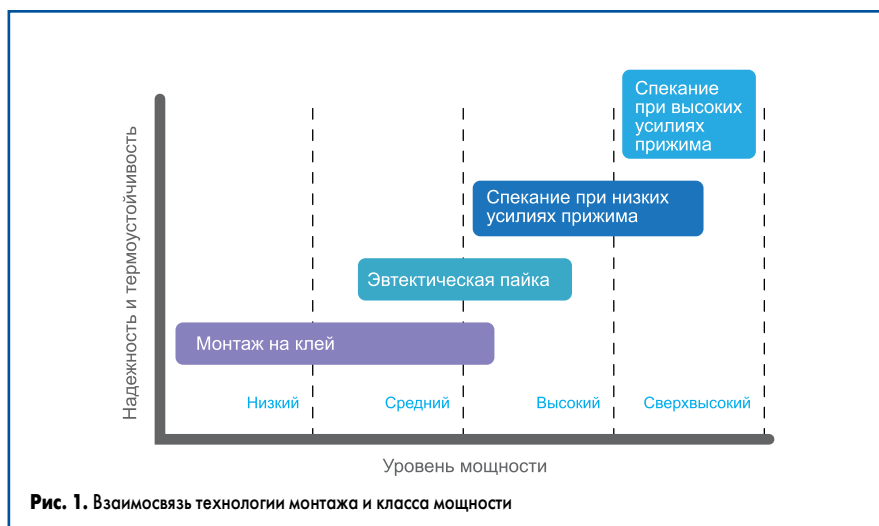 Надежность и термоустойчивость
Спекание
при высоких
усилиях
прижима
Спекание при низких
усилиях прижима
Эвтектическая пайка
Монтаж на клей
Низкий
Средний
Высокий
Сверхвысокий
Уровень мощности
Рис. 1. Взаимосвязь технологии монтажа и класса мощности